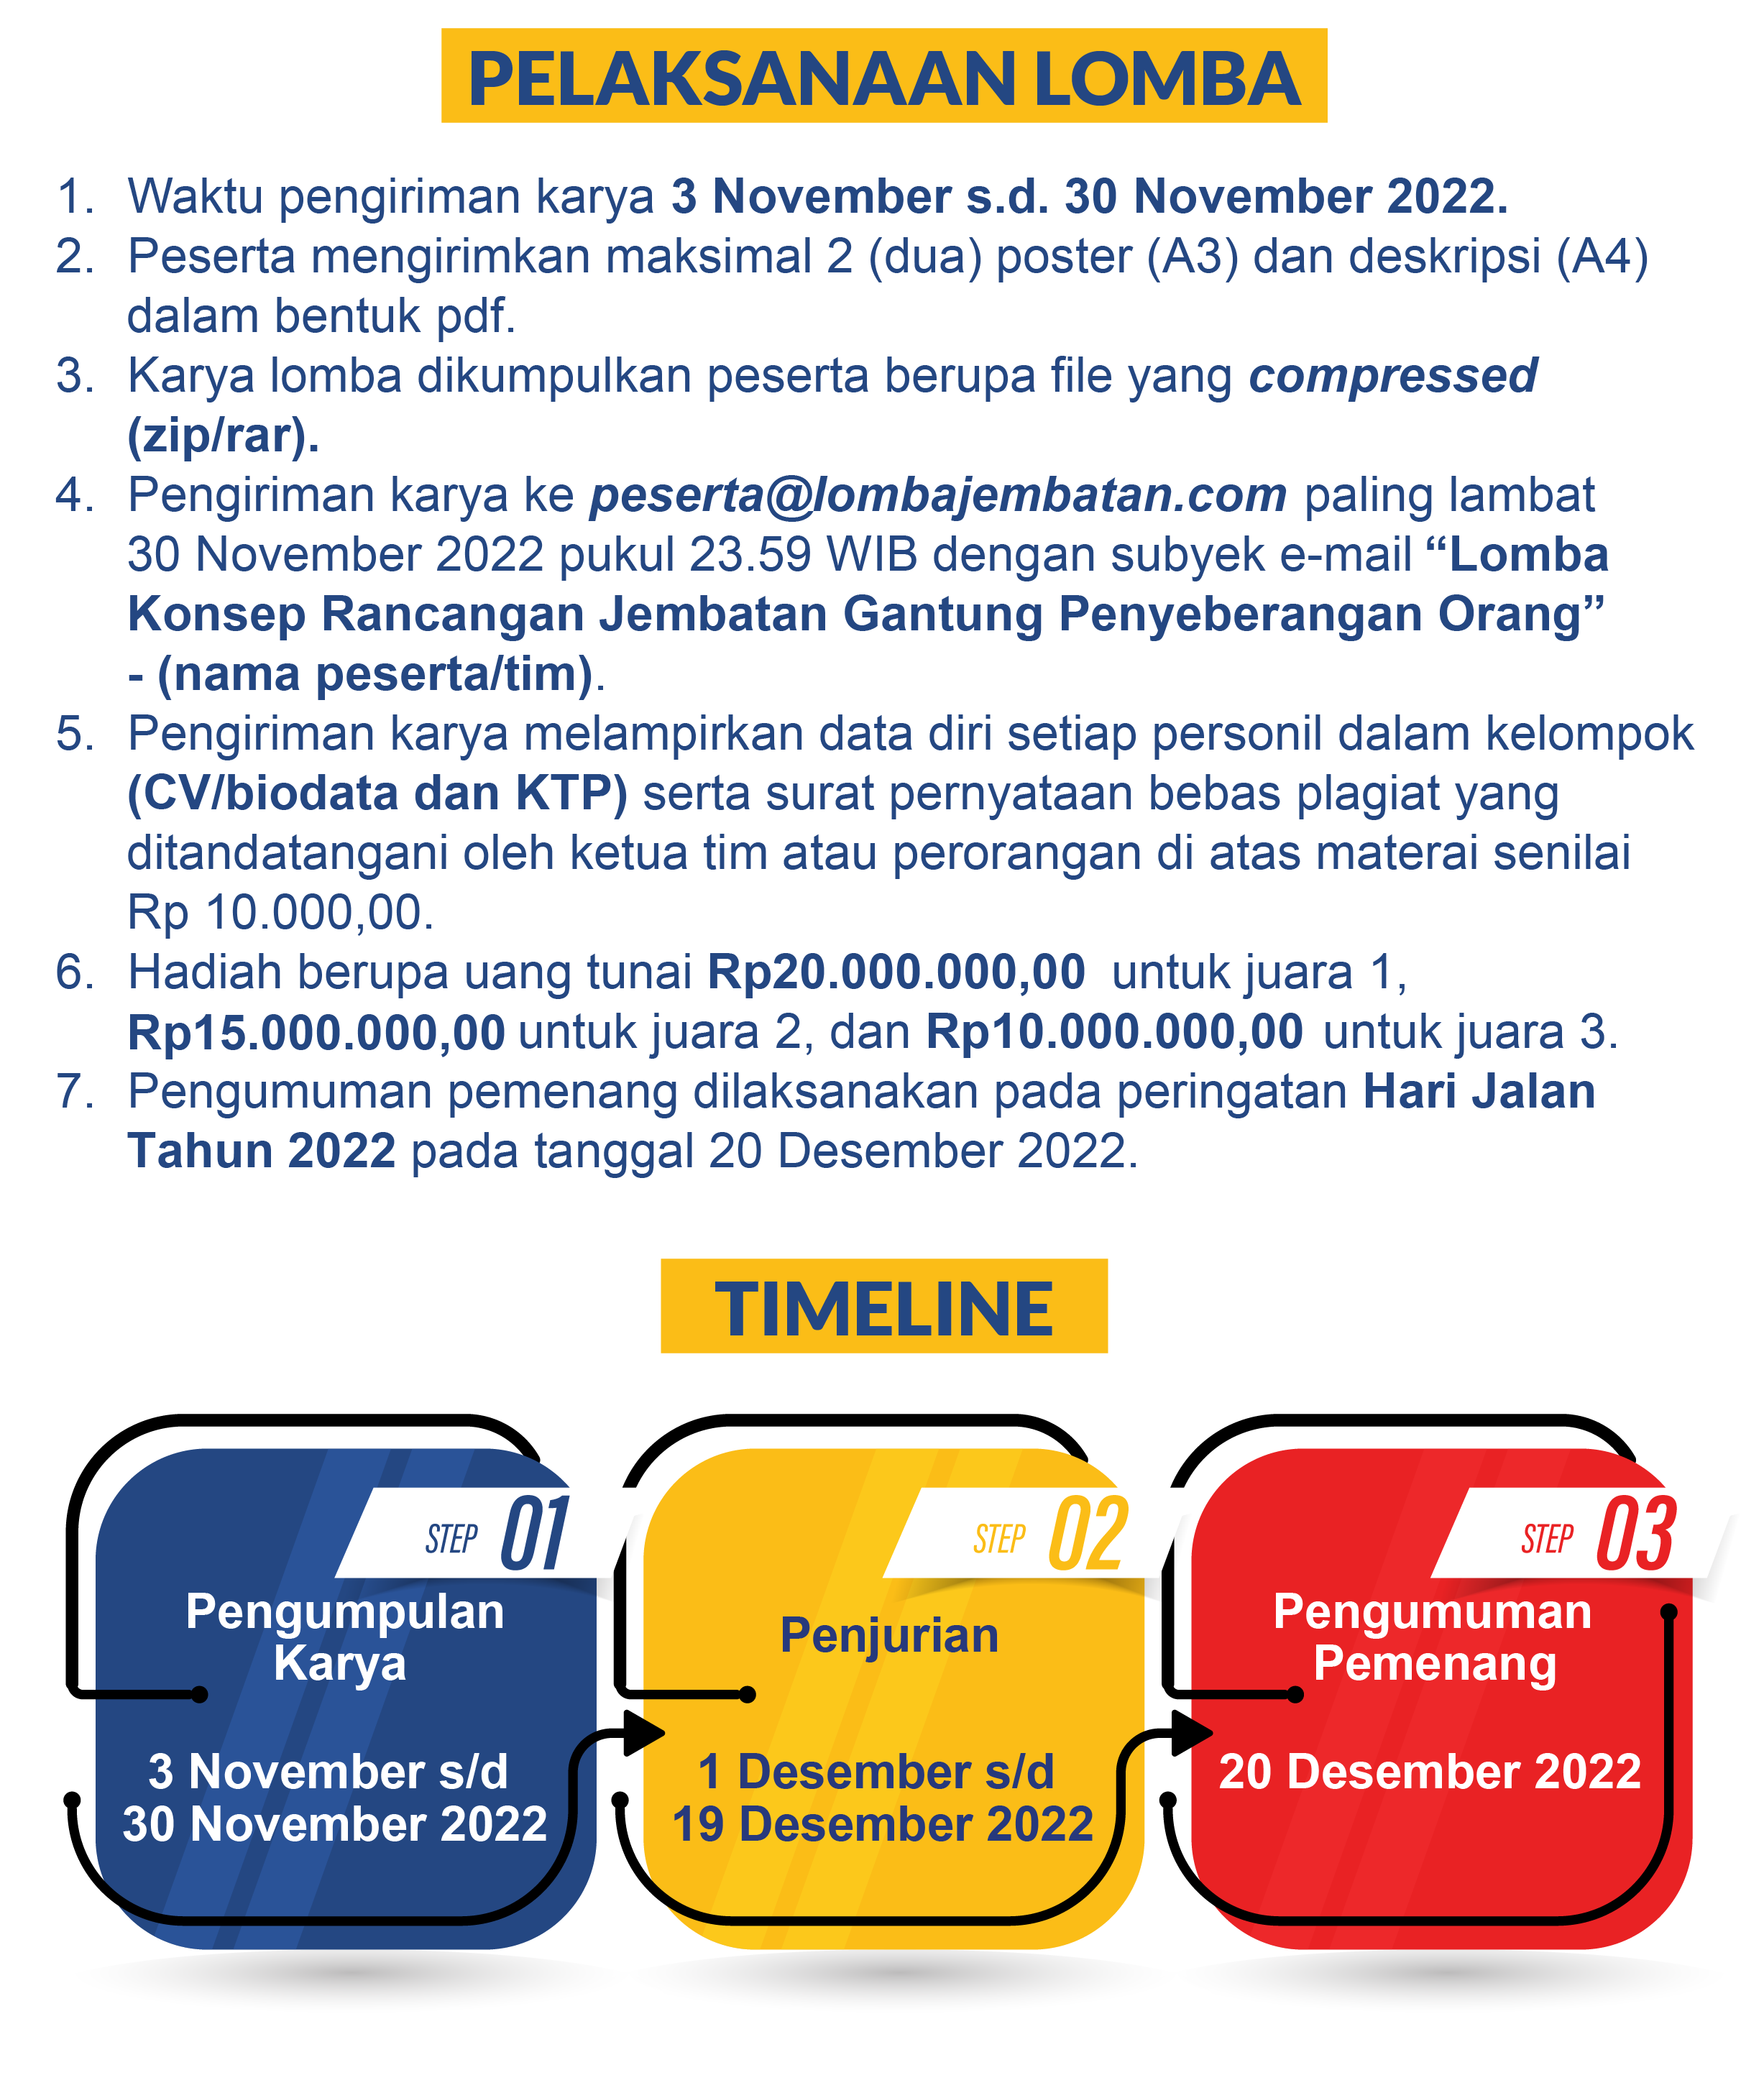 PELAKSANAAN LOMBA
1. Waktu pengiriman karya 3 November s.d. 30 November 2022.
2. Peserta mengirimkan maksimal 2 (dua) poster (A3) dan deskripsi (A4)
dalam bentuk pdf.
3. Karya lomba dikumpulkan peserta berupa file yang compressed
(zip/rar).
4. Pengiriman karya ke peserta@lombajembatan.com paling lambat
30 November 2022 pukul 23.59 WIB dengan subyek e-mail “Lomba
Konsep Rancangan Jembatan Gantung Penyeberangan Orang”
- (nama peserta/tim).
5. Pengiriman karya melampirkan data diri setiap personil dalam kelompok
(CV/biodata dan KTP) serta surat pernyataan bebas plagiat yang
ditandatangani oleh ketua tim atau perorangan di atas materai senilai
Rp 10.000,00.
6. Hadiah berupa uang tunai Rp20.000.000,00 untuk juara 1,
Rp15.000.000,00 untuk juara 2, dan Rp10.000.000,00 untuk juara 3.
7. Pengumuman pemenang dilaksanakan pada peringatan Hari Jalan
Tahun 2022 pada tanggal 20 Desember 2022.
TIMELINE
STEP 01
Pengumpulan
Karya
3 November s/d
30 November 2022
STEP 02
Penjurian
1 Desember s/d
19 Desember 2022
STEP 03
Pengumuman
Pemenang
20 Desember 2022